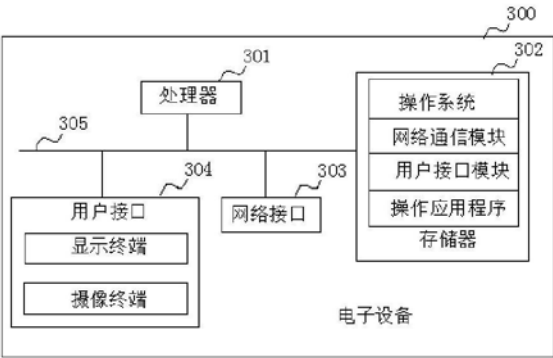 300
301
302
处理器
操作系统
305
网络通信模块
304
303
用户接口模块
用户接口
网络接口
操作应用程序
显示终端
存储器
摄像终端
电子设备